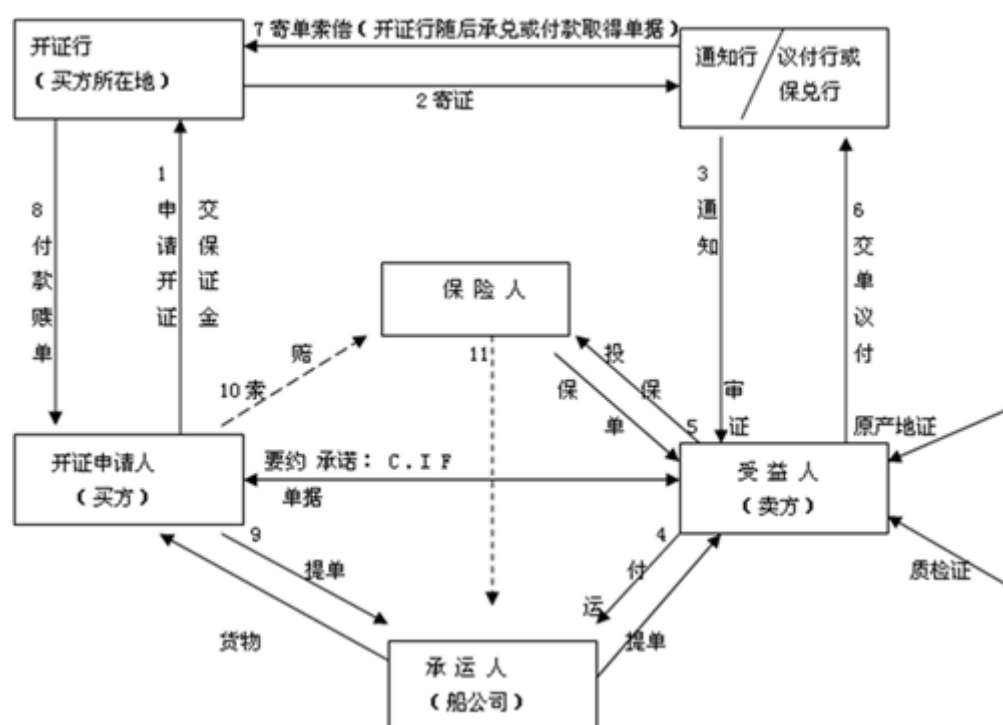 7 寄单索偿（开证行随后承兑或付款取得单据）
开证行
（买方所在地）
通知行
议付行或
保兑行
2 寄证
1 申请开证
交保证金
8 付款赎单
3 通知
审证
6 交单议付
保 险 人
10 索
赔
11
投保
5
保单
原产地证
开证申请人
（买方）
要约 承诺：C.I F
单据
受 益 人
（卖方）
9
提单
货物
4
付
运
提单
质检证
承 运 人
（船公司）